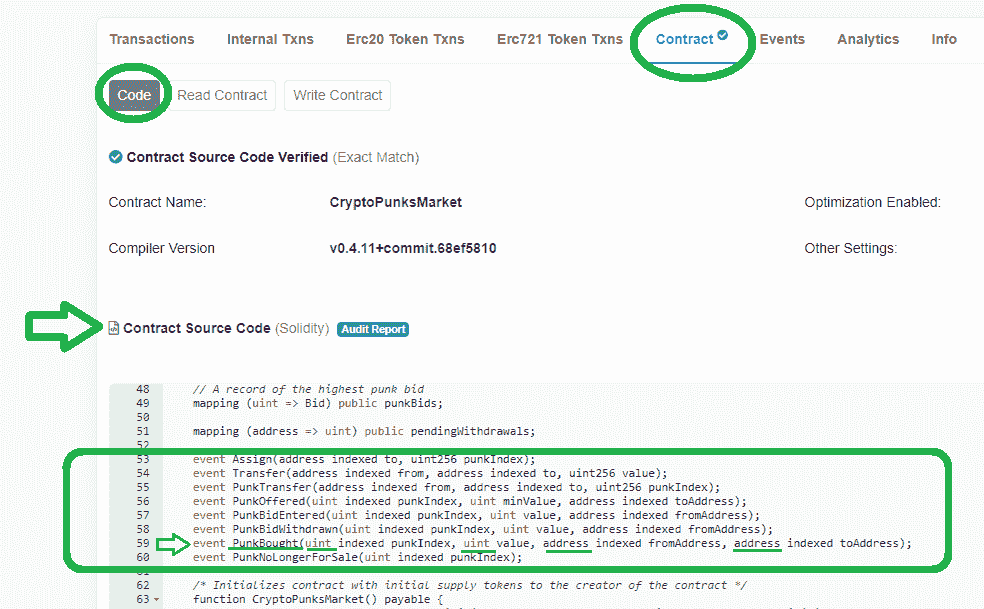 Transactions Internal Txns Erc20 Token Txns Erc721 Token Txns Contract Events Analytics Info
Code Read Contract Write Contract
Contract Source Code Verified (Exact Match)
Contract Name: CryptoPunksMarket Optimization Enabled:
Compiler Version v0.4.11+commit.68ef5810 Other Settings:
Contract Source Code (Solidity) Audit Report
48 // A record of the highest punk bid
49 mapping (uint => Bid) public punkBids;
50
51 mapping (address => uint) public pendingWithdrawals;
52
53 event Assign(address indexed to, uint256 punkIndex);
54 event Transfer(address indexed from, address indexed to, uint256 value);
55 event PunkTransfer(address indexed from, address indexed to, uint256 punkIndex);
56 event PunkOffered(uint indexed punkIndex, uint minValue, address indexed toAddress);
57 event PunkBidEntered(uint indexed punkIndex, uint value, address indexed fromAddress);
58 event PunkBidWithdrawn(uint indexed punkIndex, uint value, address indexed fromAddress);
59 event PunkBought(uint indexed punkIndex, uint value, address indexed fromAddress, address indexed toAddress);
60 event PunkNoLongerForSale(uint indexed punkIndex);
61
62 /* Initializes contract with initial supply tokens to the creator of the contract */
63 function CryptoPunksMarket() payable {